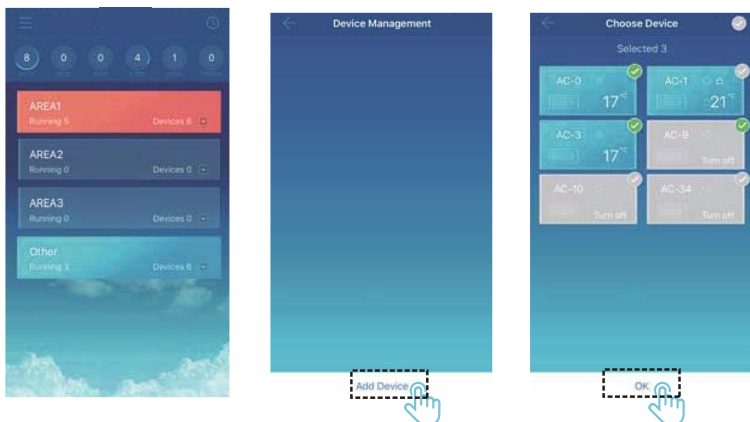 8 0 0 4 1 0
AREA1
Running 5 Devices 6
AREA2
Running 0 Devices 0
AREA3
Running 0 Devices 0
Other
Running 3 Devices 6
Device Management
Add Device
Choose Device
Selected 3
AC-0 AC-1
17°C 21°C
AC-3 AC-9
17°C Turn off
AC-10 AC-34
Turn off Turn off
OK